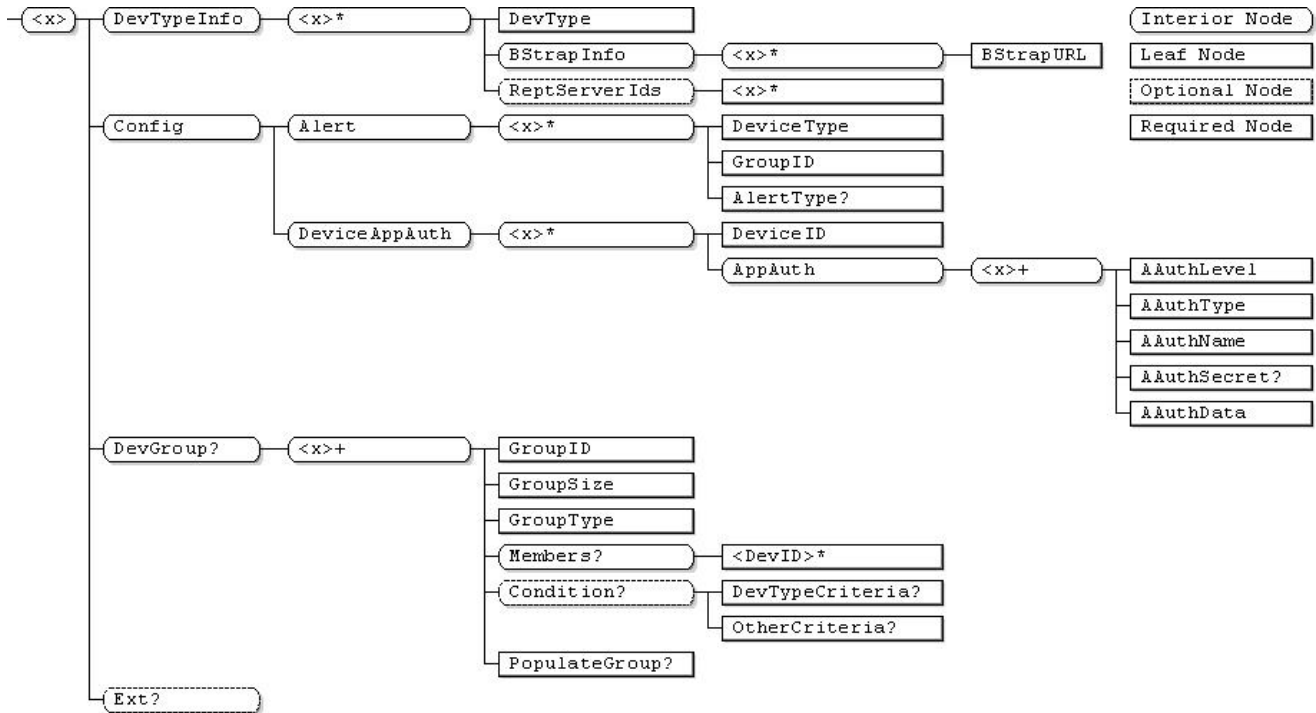 <x> DevTypeInfo <x>* DevType Interior Node
BStrapInfo <x>* BStrapURL Leaf Node
ReptServerIds <x>* Optional Node
Config Alert <x>* DeviceType Required Node
GroupID
AlertType?
DeviceAppAuth <x>* DeviceID
AppAuth <x>+ AAuthLevel
AAuthType
AAuthName
AAuthSecret?
AAuthData
DevGroup? <x>+ GroupID
GroupSize
GroupType
Members? <DevID>*
Condition? DevTypeCriteria?
OtherCriteria?
PopulateGroup?
Ext?